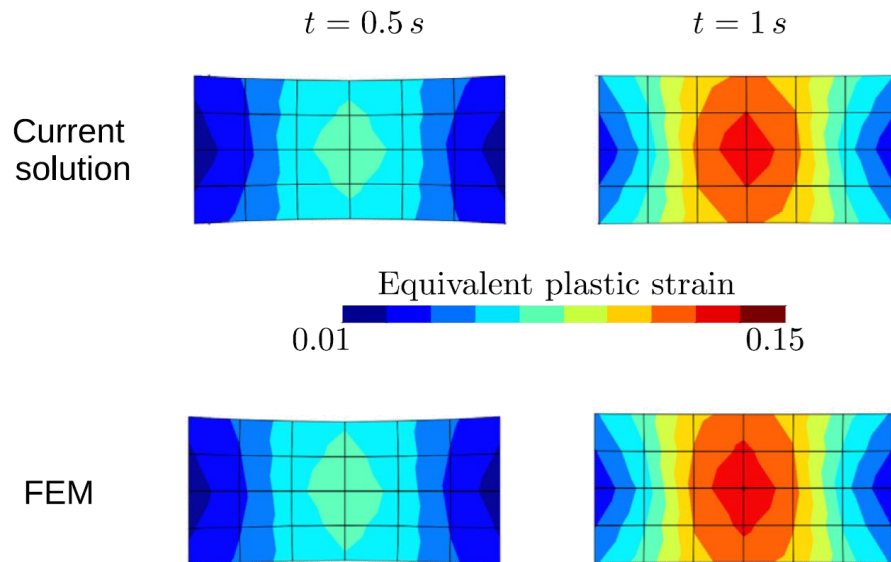 t = 0.5 s
t = 1 s
Current
solution
Equivalent plastic strain
0.01
0.15
FEM